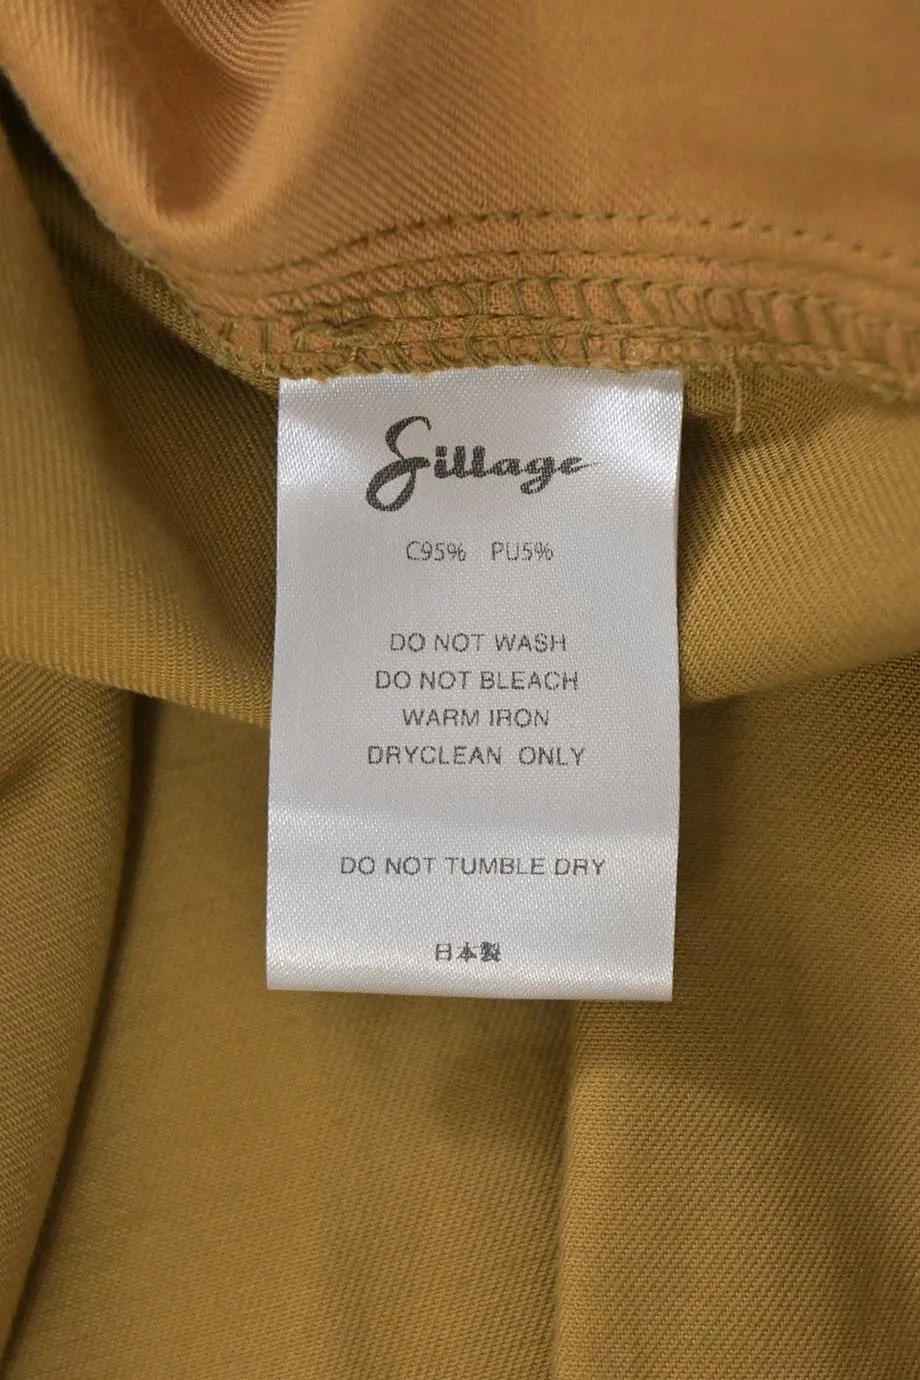 Sillage
C95% PU5%
DO NOT WASH
DO NOT BLEACH
WARM IRON
DRYCLEAN ONLY
DO NOT TUMBLE DRY
日本製